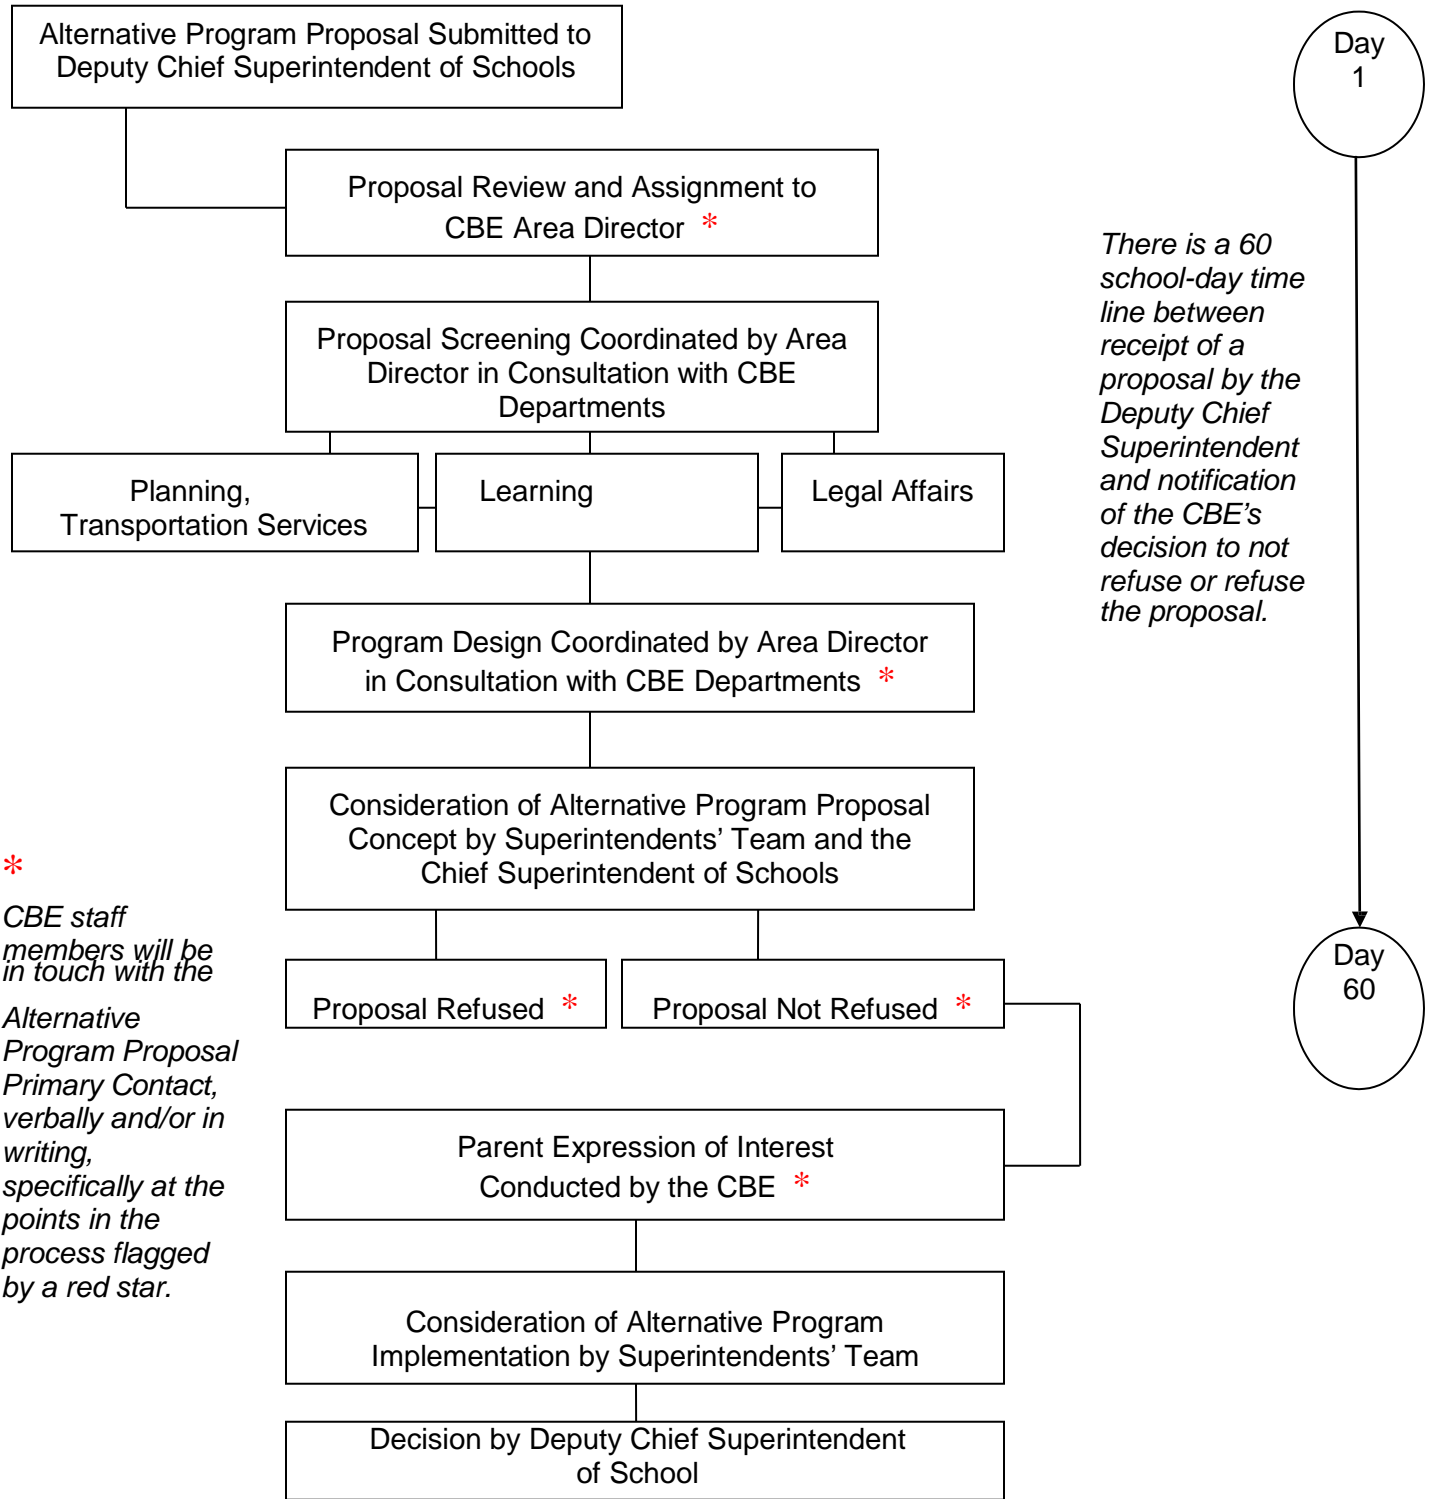 Alternative Program Proposal Submitted to
Deputy Chief Superintendent of Schools
Day
1
Proposal Review and Assignment to
CBE Area Director *
There is a 60
school-day time
line between
receipt of a
proposal by the
Deputy Chief
Superintendent
and notification
of the CBE’s
decision to not
refuse or refuse
the proposal.
Proposal Screening Coordinated by Area
Director in Consultation with CBE
Departments
Planning,
Transportation Services
Learning
Legal Affairs
Program Design Coordinated by Area Director
in Consultation with CBE Departments *
Consideration of Alternative Program Proposal
Concept by Superintendents’ Team and the
Chief Superintendent of Schools
*
CBE staff
members will be
in touch with the
Alternative
Program Proposal
Primary Contact,
verbally and/or in
writing,
specifically at the
points in the
process flagged
by a red star.
Proposal Refused *
Proposal Not Refused *
Day
60
Parent Expression of Interest
Conducted by the CBE *
Consideration of Alternative Program
Implementation by Superintendents’ Team
Decision by Deputy Chief Superintendent
of School